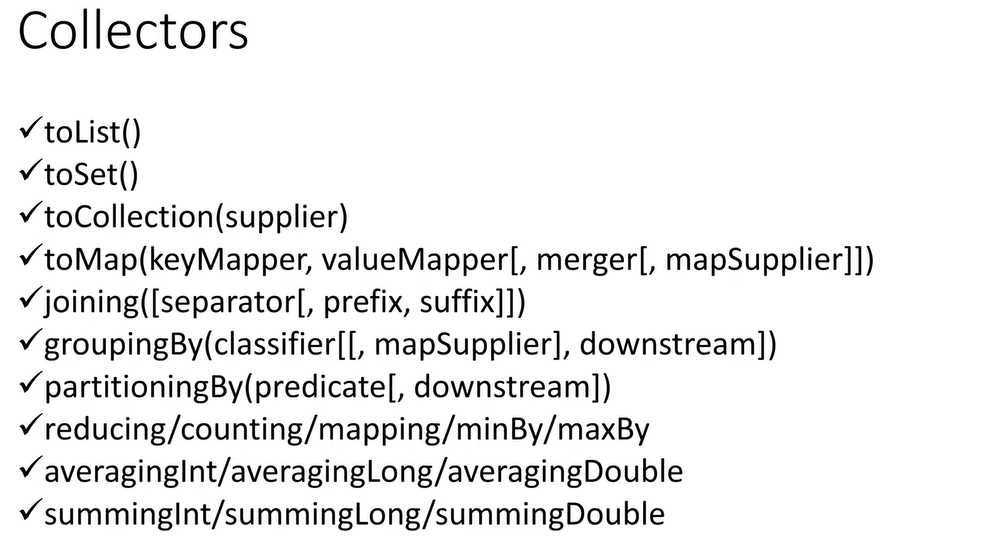 Collectors
✓toList()
✓toSet()
✓toCollection(supplier)
✓toMap(keyMapper, valueMapper[, merger[, mapSupplier]])
✓joining([separator[, prefix, suffix]])
✓groupingBy(classifier[[, mapSupplier], downstream])
✓partitioningBy(predicate[, downstream])
✓reducing/counting/mapping/minBy/maxBy
✓averagingInt/averagingLong/averagingDouble
✓summingInt/summingLong/summingDouble